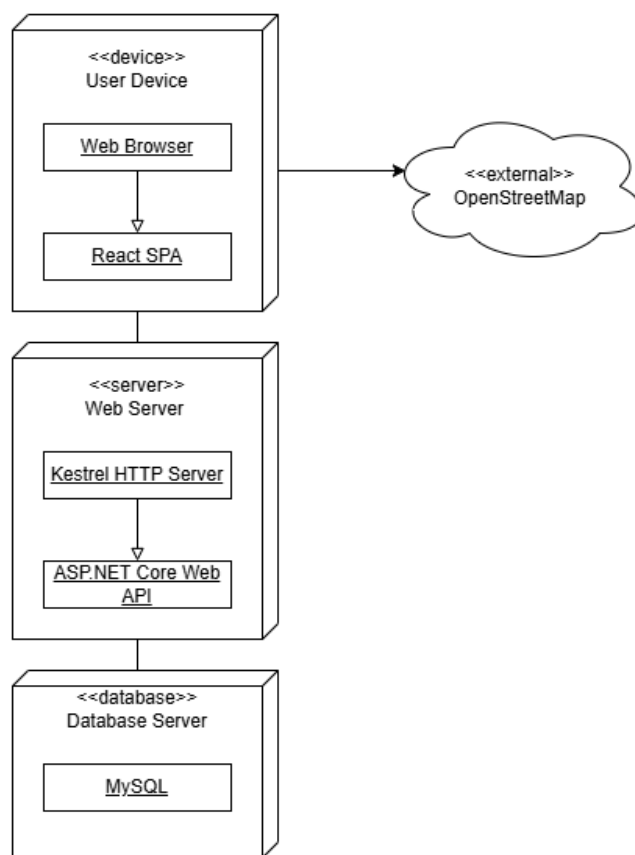 <<device>>
User Device
Web Browser
React SPA
<<external>>
OpenStreetMap
<<server>>
Web Server
Kestrel HTTP Server
ASP.NET Core Web
API
<<database>>
Database Server
MySQL